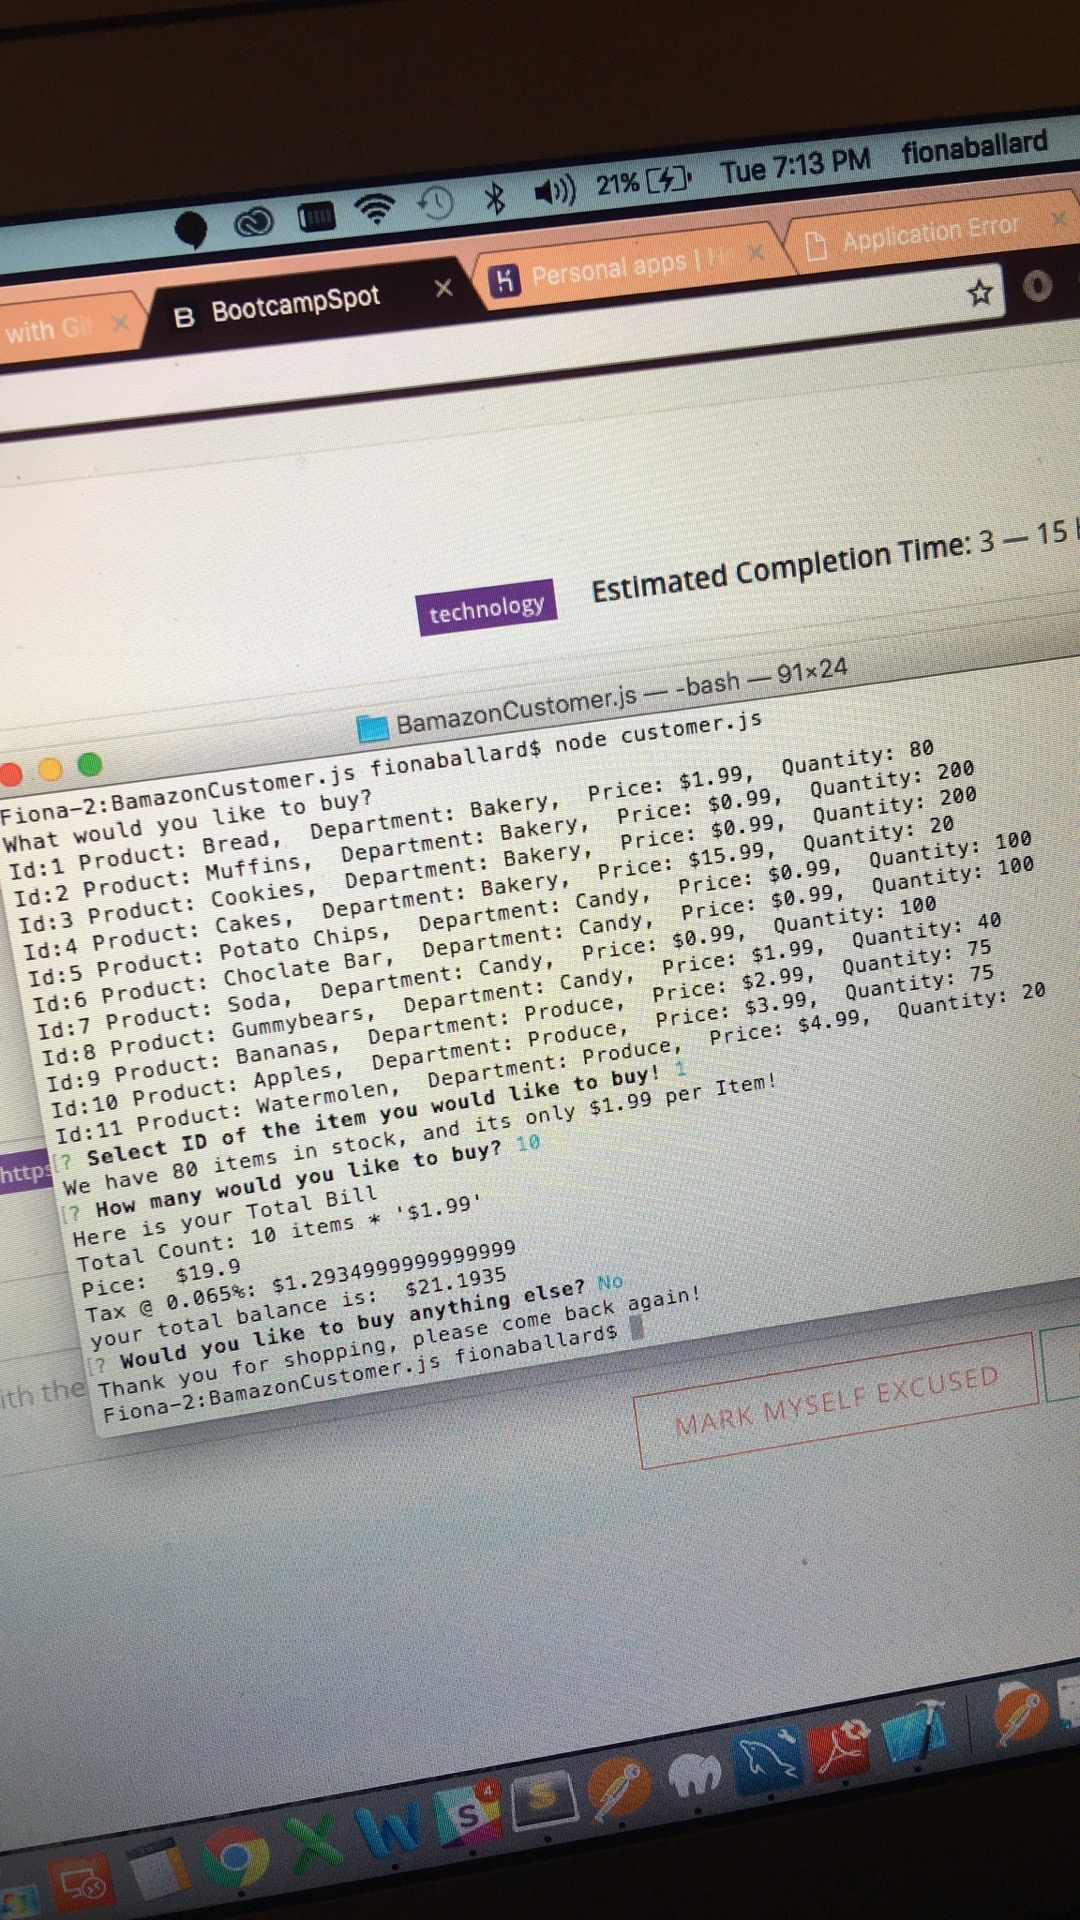 21% Tue 7:13 PM fionaballard
with Git BootcampSpot Personal apps | H Application Error
technology Estimated Completion Time: 3 — 15
BamazonCustomer.js — -bash — 91×24
Fiona-2:BamazonCustomer.js fionaballard$ node customer.js
What would you like to buy?
Id:1 Product: Bread, Department: Bakery, Price: $1.99, Quantity: 80
Id:2 Product: Muffins, Department: Bakery, Price: $0.99, Quantity: 200
Id:3 Product: Cookies, Department: Bakery, Price: $0.99, Quantity: 200
Id:4 Product: Cakes, Department: Bakery, Price: $15.99, Quantity: 20
Id:5 Product: Potato Chips, Department: Candy, Price: $0.99, Quantity: 100
Id:6 Product: Choclate Bar, Department: Candy, Price: $0.99, Quantity: 100
Id:7 Product: Soda, Department: Candy, Price: $0.99, Quantity: 100
Id:8 Product: Gummybears, Department: Candy, Price: $1.99, Quantity: 40
Id:9 Product: Bananas, Department: Produce, Price: $2.99, Quantity: 75
Id:10 Product: Apples, Department: Produce, Price: $3.99, Quantity: 75
Id:11 Product: Watermolen, Department: Produce, Price: $4.99, Quantity: 20
[? Select ID of the item you would like to buy! 1
We have 80 items in stock, and its only $1.99 per Item!
https
[? How many would you like to buy? 10
Here is your Total Bill
Total Count: 10 items * '$1.99'
Pice: $19.9
Tax @ 0.065%: $1.2934999999999999
your total balance is: $21.1935
[? Would you like to buy anything else? No
Thank you for shopping, please come back again!
Fiona-2:BamazonCustomer.js fionaballard$
ith the
MARK MYSELF EXCUSED
4